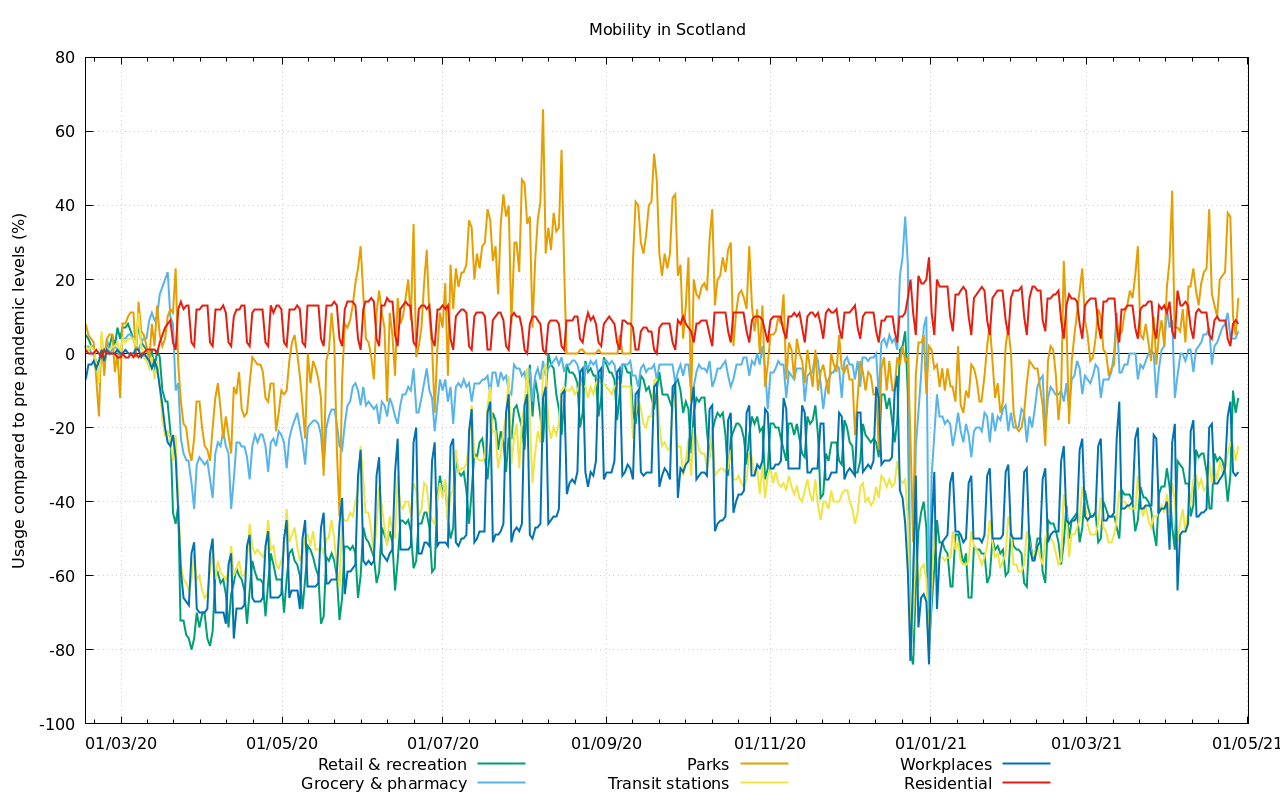 Mobility in Scotland
Usage compared to pre pandemic levels (%)
80
60
40
20
0
-20
-40
-60
-80
-100
01/03/20 01/05/20 01/07/20 01/09/20 01/11/20 01/01/21 01/03/21 01/05/21
Retail & recreation Parks Workplaces
Grocery & pharmacy Transit stations Residential